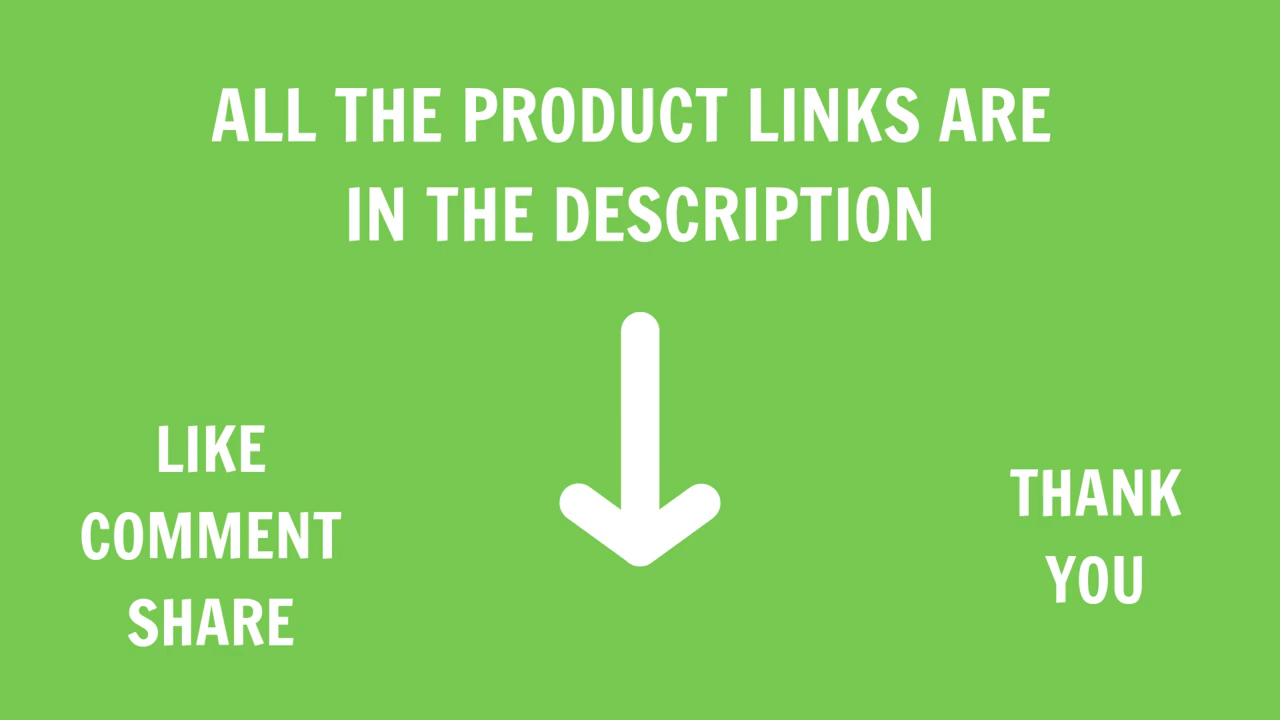 ALL THE PRODUCT LINKS ARE
IN THE DESCRIPTION
LIKE
COMMENT
SHARE
THANK
YOU